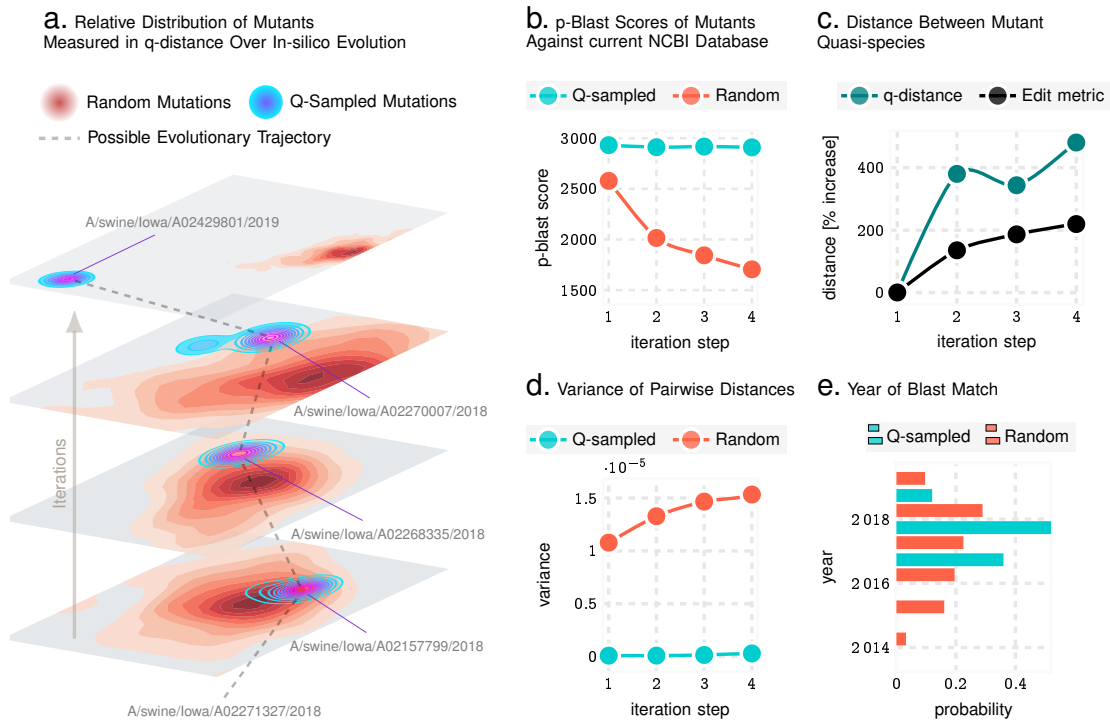 a. Relative Distribution of Mutants
Measured in q-distance Over In-silico Evolution
Random Mutations
Q-Sampled Mutations
Possible Evolutionary Trajectory
A/swine/Iowa/A02429801/2019
A/swine/Iowa/A02270007/2018
A/swine/Iowa/A02268335/2018
A/swine/Iowa/A02157799/2018
A/swine/Iowa/A02271327/2018
Iterations
b. p-Blast Scores of Mutants
Against current NCBI Database
Q-sampled
Random
3000
2500
2000
1500
p-blast score
1 2 3 4
iteration step
c. Distance Between Mutant
Quasi-species
q-distance
Edit metric
400
200
0
distance [% increase]
1 2 3 4
iteration step
d. Variance of Pairwise Distances
Q-sampled
Random
·10⁻⁵
1.5
1
0.5
0
variance
1 2 3 4
iteration step
e. Year of Blast Match
Q-sampled
Random
2018
2016
2014
year
0 0.2 0.4
probability